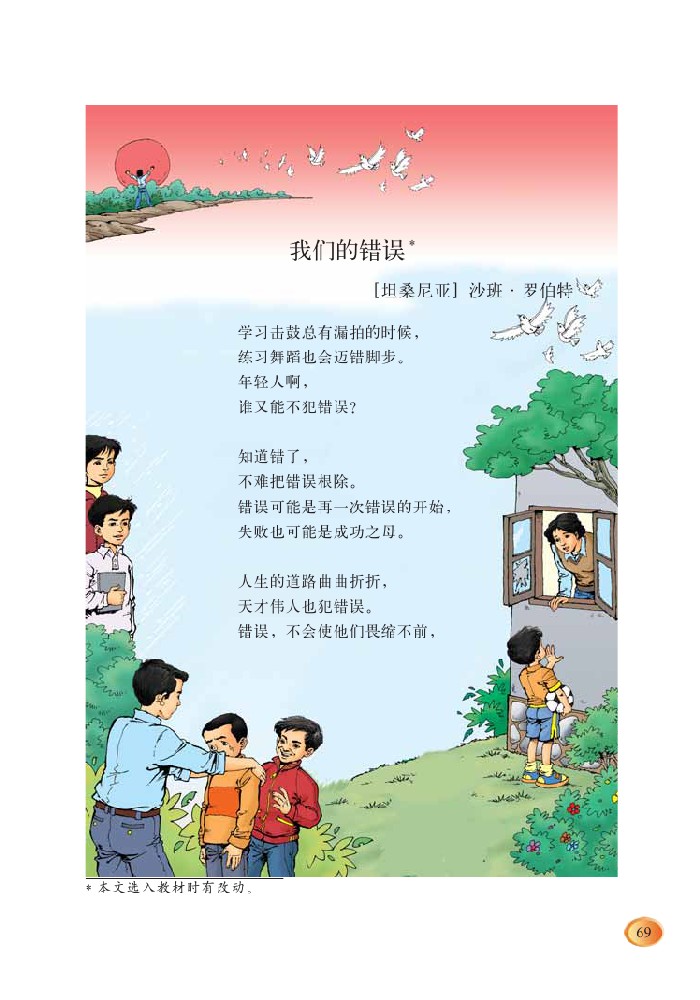 我们的错误*
［坦桑尼亚］沙班·罗伯特
学习击鼓总有漏拍的时候，
练习舞蹈也会迈错脚步。
年轻人啊，
谁又能不犯错误？
知道错了，
不难把错误根除。
错误可能是再一次错误的开始，
失败也可能是成功之母。
人生的道路曲曲折折，
天才伟人也犯错误。
错误，不会使他们畏缩不前，
* 本文选入教材时有改动。
69